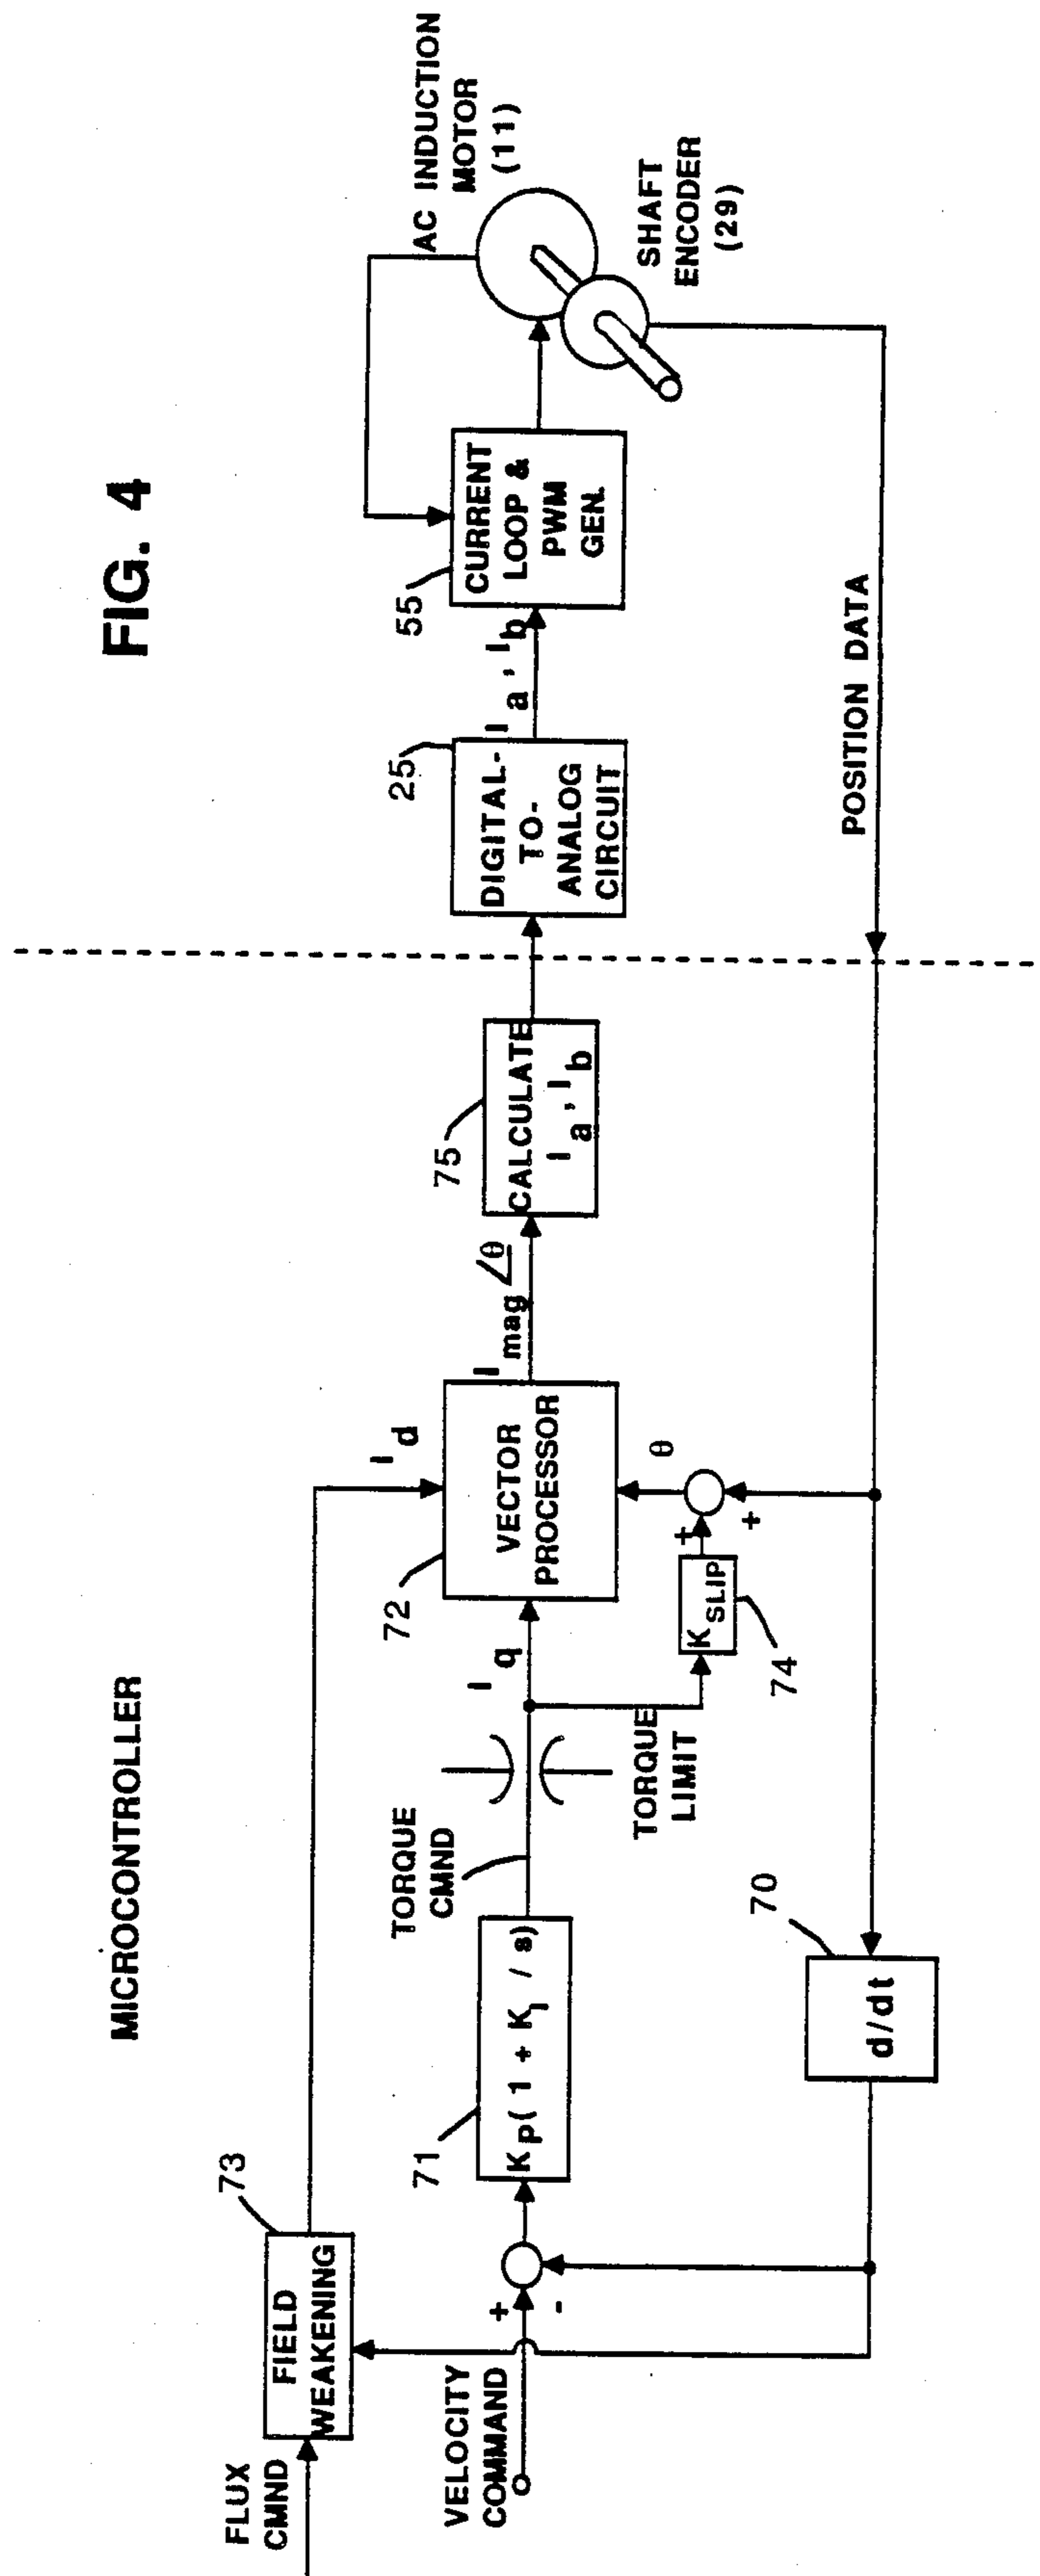 FIG. 4
MICROCONTROLLER
FLUX
CMND
73
FIELD
WEAKENING
VELOCITY
COMMAND
+
-
71
K P ( 1 + K I / s )
TORQUE
CMND
TORQUE
LIMIT
I q
I d
72
VECTOR
PROCESSOR
K SLIP
74
+
+
θ
I mag ∠θ
75
CALCULATE
I a , I b
25
DIGITAL-
TO-
ANALOG
CIRCUIT
I a , I b
55
CURRENT
LOOP &
PWM
GEN.
AC INDUCTION
MOTOR
(11)
SHAFT
ENCODER
(29)
POSITION DATA
70
d/dt